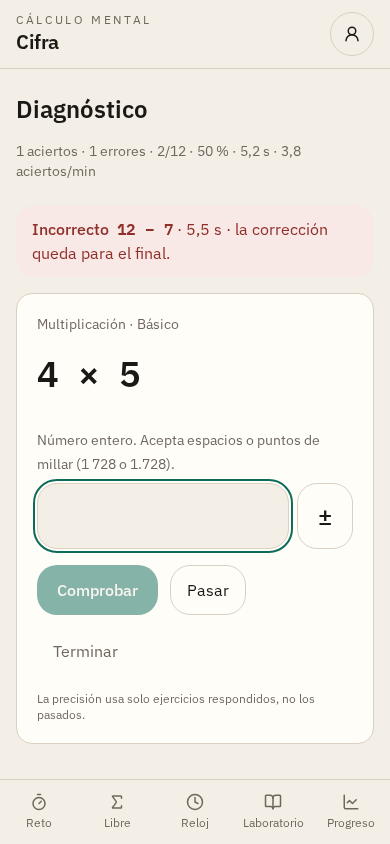 CÁLCULO MENTAL
Cifra
Diagnóstico
1 aciertos · 1 errores · 2/12 · 50 % · 5,2 s · 3,8
aciertos/min
Incorrecto 12 − 7 · 5,5 s · la corrección
queda para el final.
Multiplicación · Básico
4 × 5
Número entero. Acepta espacios o puntos de
millar (1 728 o 1.728).
±
Comprobar
Pasar
Terminar
La precisión usa solo ejercicios respondidos, no los
pasados.
Reto
Libre
Reloj
Laboratorio
Progreso